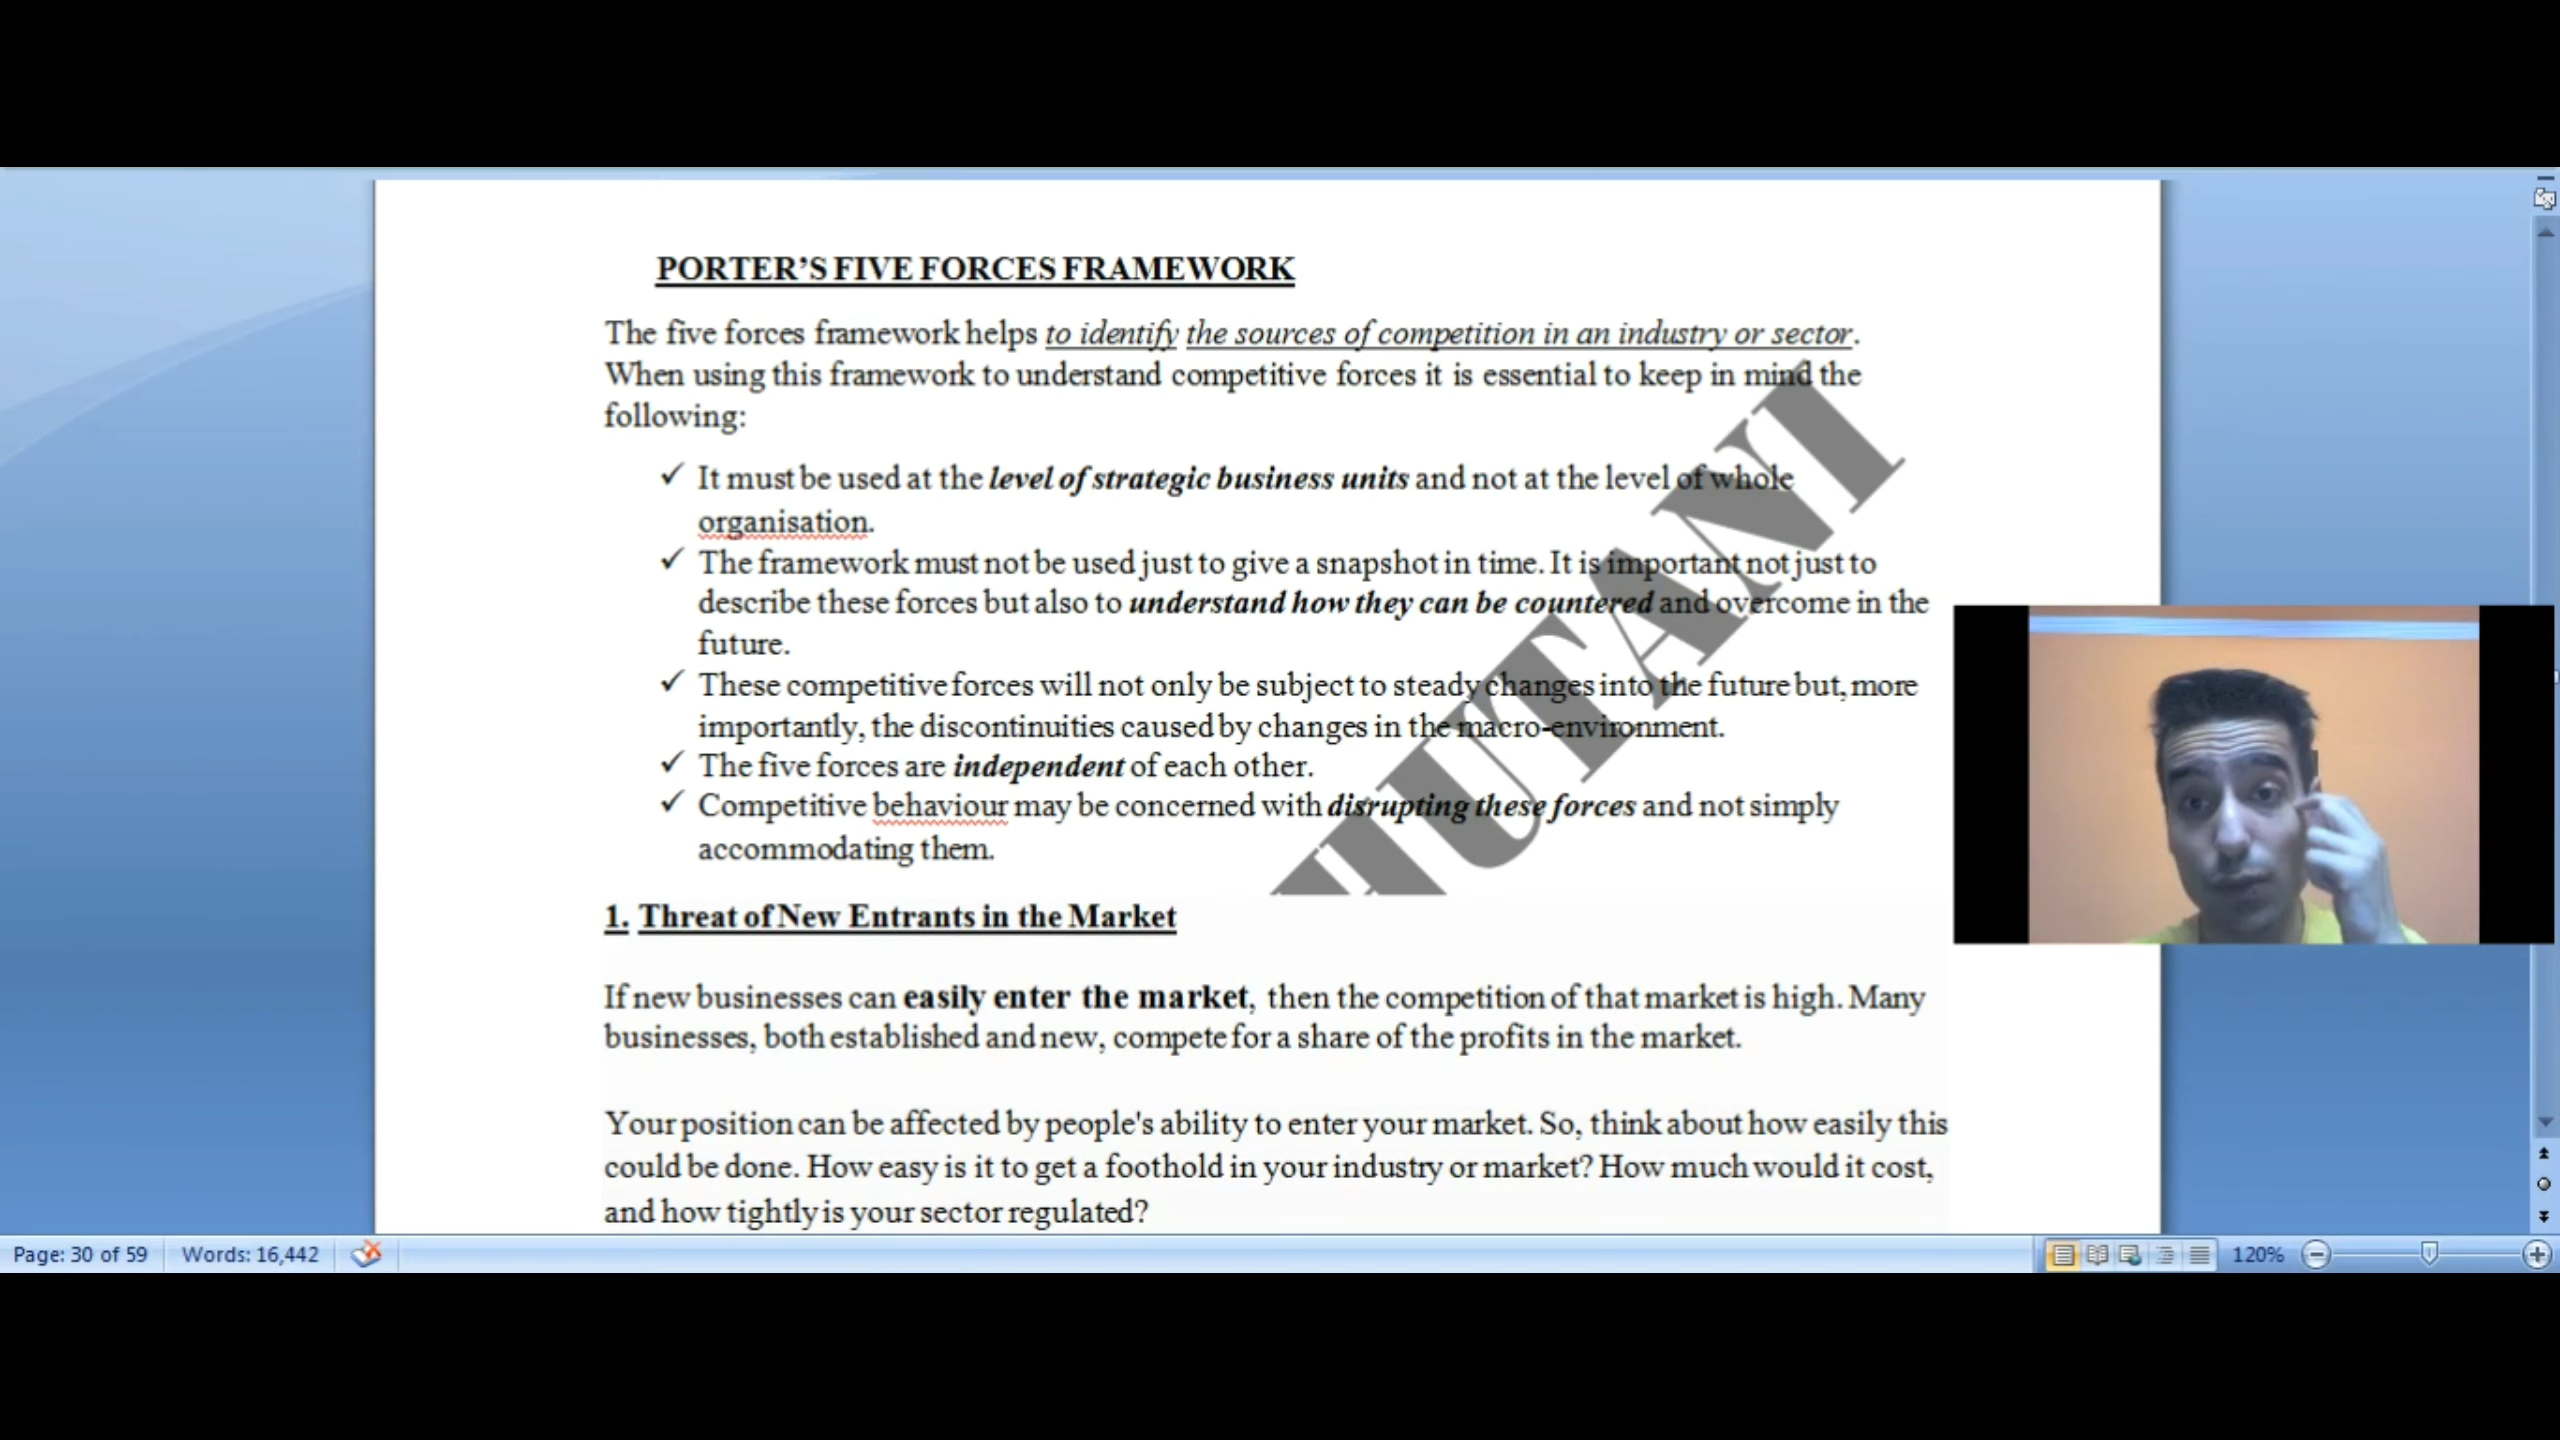 PORTER’S FIVE FORCES FRAMEWORK
The five forces framework helps to identify the sources of competition in an industry or sector.
When using this framework to understand competitive forces it is essential to keep in mind the
following:
✓ It must be used at the level of strategic business units and not at the level of whole
organisation.
✓ The framework must not be used just to give a snapshot in time. It is important not just to
describe these forces but also to understand how they can be countered and overcome in the
future.
✓ These competitive forces will not only be subject to steady changes into the future but, more
importantly, the discontinuities caused by changes in the macro-environment.
✓ The five forces are independent of each other.
✓ Competitive behaviour may be concerned with disrupting these forces and not simply
accommodating them.
HUTANI
1. Threat of New Entrants in the Market
If new businesses can easily enter the market, then the competition of that market is high. Many
businesses, both established and new, compete for a share of the profits in the market.
Your position can be affected by people's ability to enter your market. So, think about how easily this
could be done. How easy is it to get a foothold in your industry or market? How much would it cost,
and how tightly is your sector regulated?
Page: 30 of 59 Words: 16,442 120%